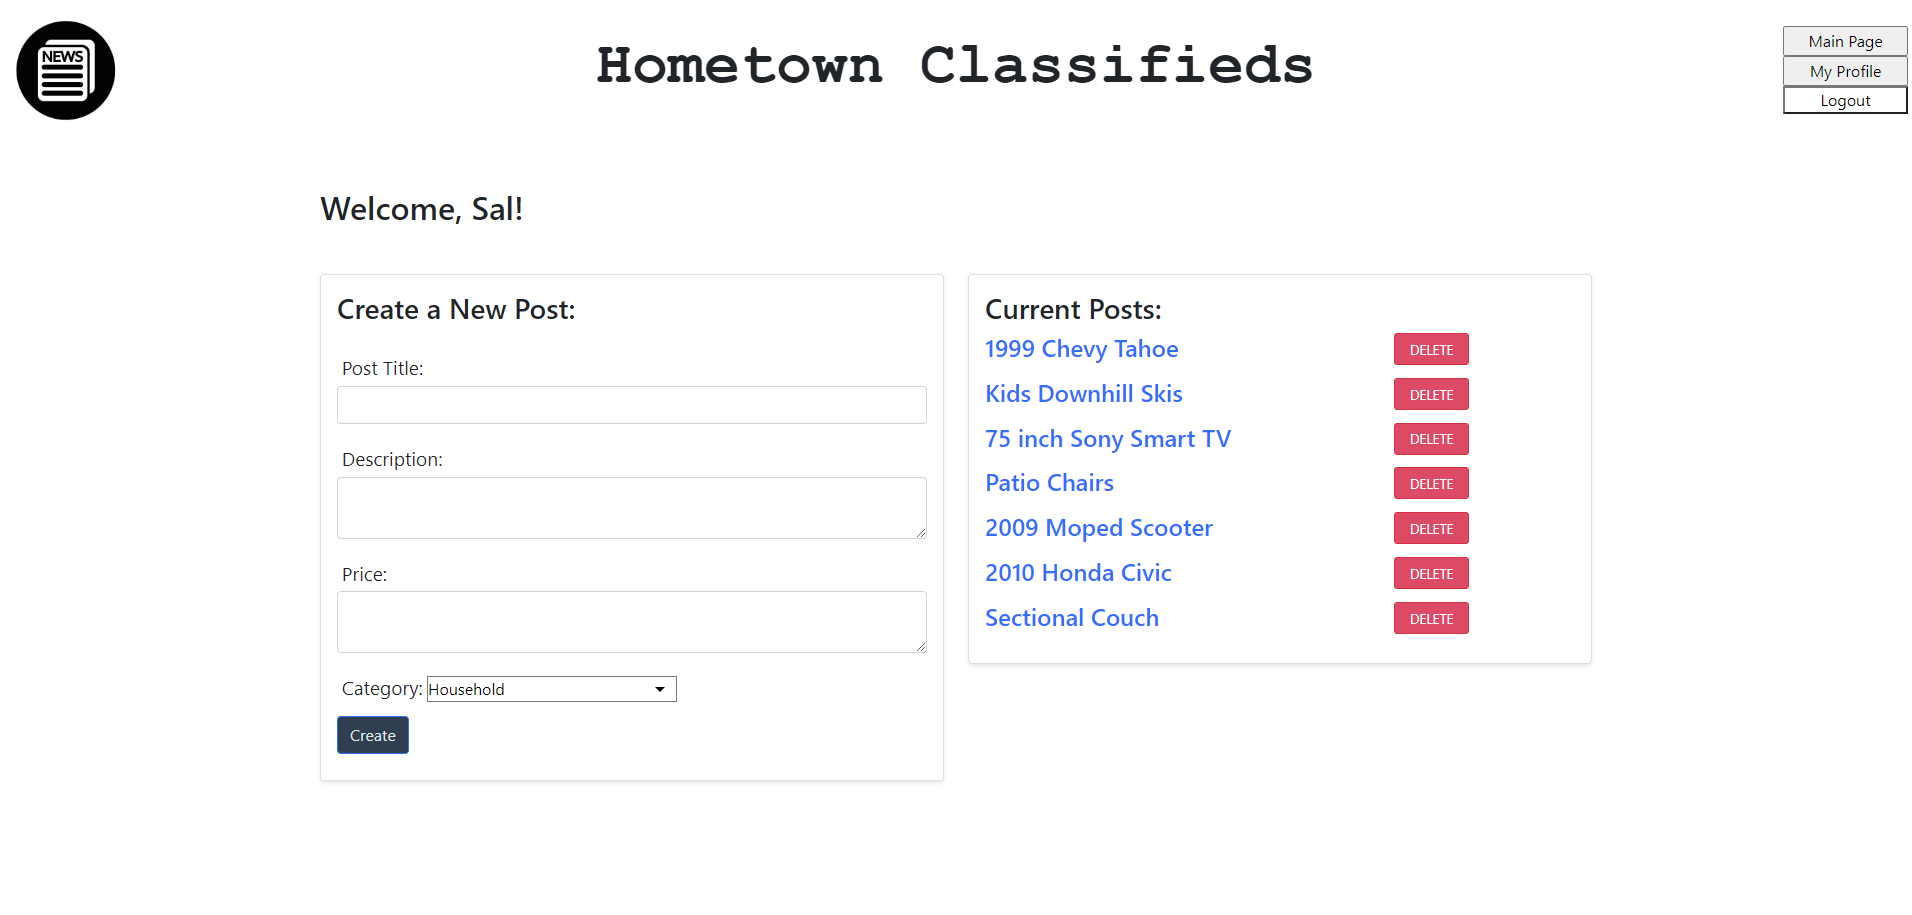 NEWS
Hometown Classifieds
Main Page
My Profile
Logout
Welcome, Sal!
Create a New Post:
Post Title:
Description:
Price:
Category: Household
Create
Current Posts:
1999 Chevy Tahoe DELETE
Kids Downhill Skis DELETE
75 inch Sony Smart TV DELETE
Patio Chairs DELETE
2009 Moped Scooter DELETE
2010 Honda Civic DELETE
Sectional Couch DELETE